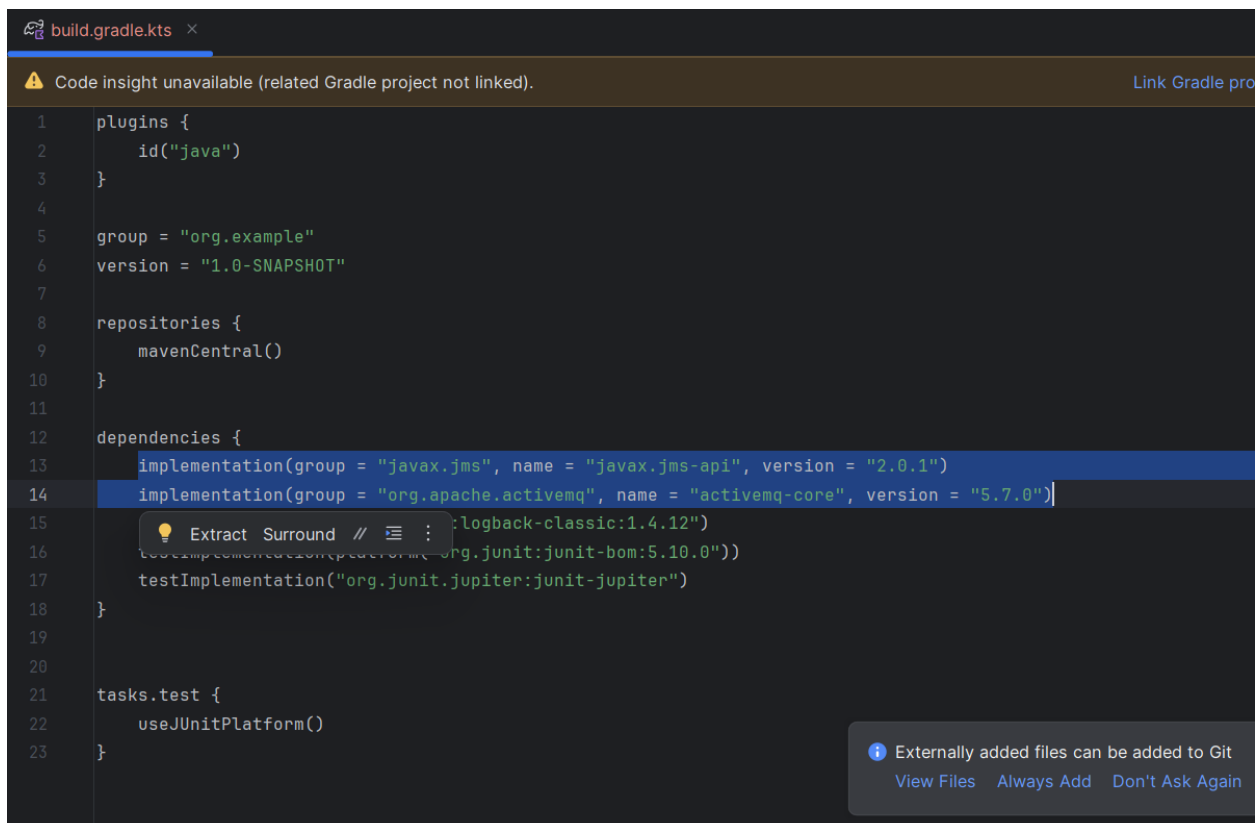 build.gradle.kts
Code insight unavailable (related Gradle project not linked).
Link Gradle pro
1 plugins {
2 id("java")
3 }
4
5 group = "org.example"
6 version = "1.0-SNAPSHOT"
7
8 repositories {
9 mavenCentral()
10 }
11
12 dependencies {
13 implementation(group = "javax.jms", name = "javax.jms-api", version = "2.0.1")
14 implementation(group = "org.apache.activemq", name = "activemq-core", version = "5.7.0")
15 :logback-classic:1.4.12")
Extract Surround //
16 testImplementation(platform("org.junit:junit-bom:5.10.0"))
17 testImplementation("org.junit.jupiter:junit-jupiter")
18 }
19
20
21 tasks.test {
22 useJUnitPlatform()
23 }
Externally added files can be added to Git
View Files Always Add Don't Ask Again